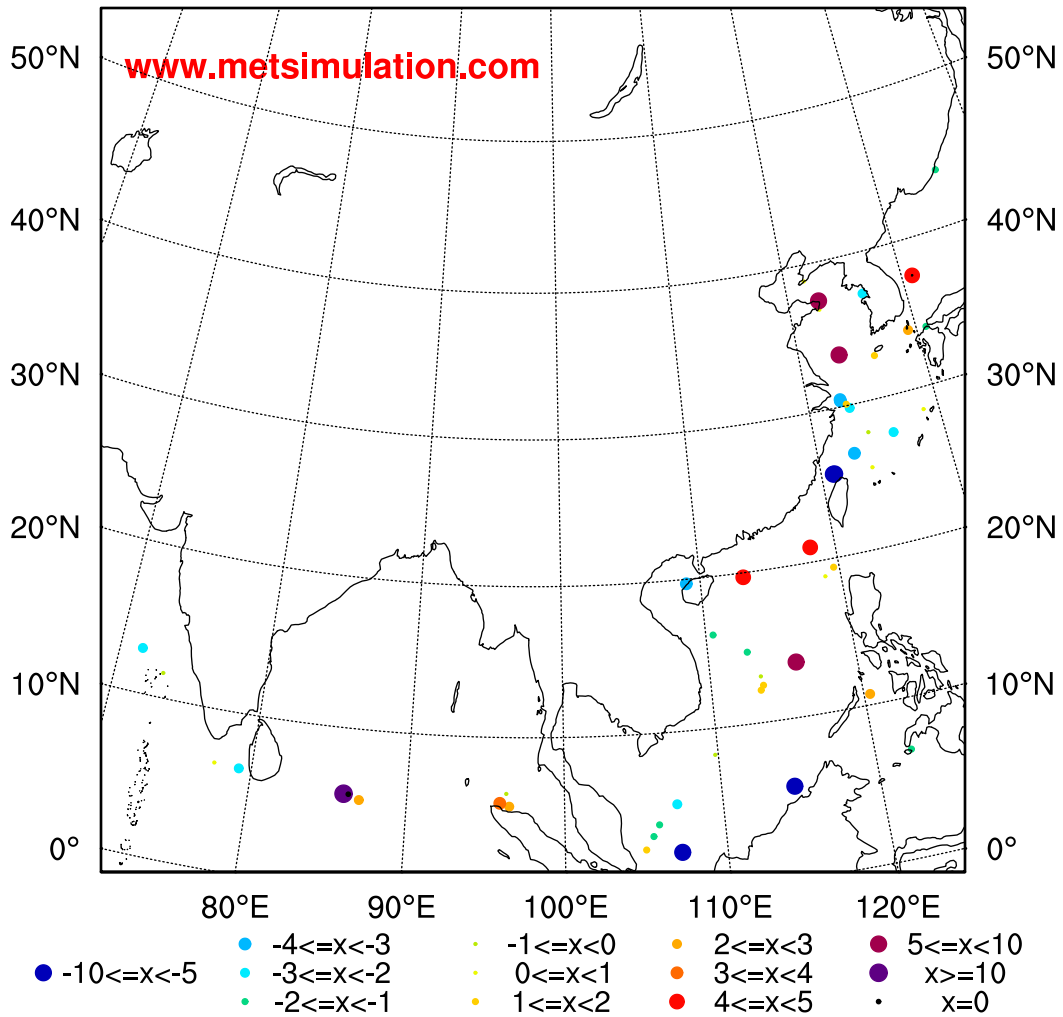 www.metsimulation.com
50°N 50°N
40°N 40°N
30°N 30°N
20°N 20°N
10°N 10°N
0° 0°
80°E 90°E 100°E 110°E 120°E
-4<=x<-3 -1<=x<0 2<=x<3 5<=x<10
-10<=x<-5 -3<=x<-2 0<=x<1 3<=x<4 x>=10
-2<=x<-1 1<=x<2 4<=x<5 x=0